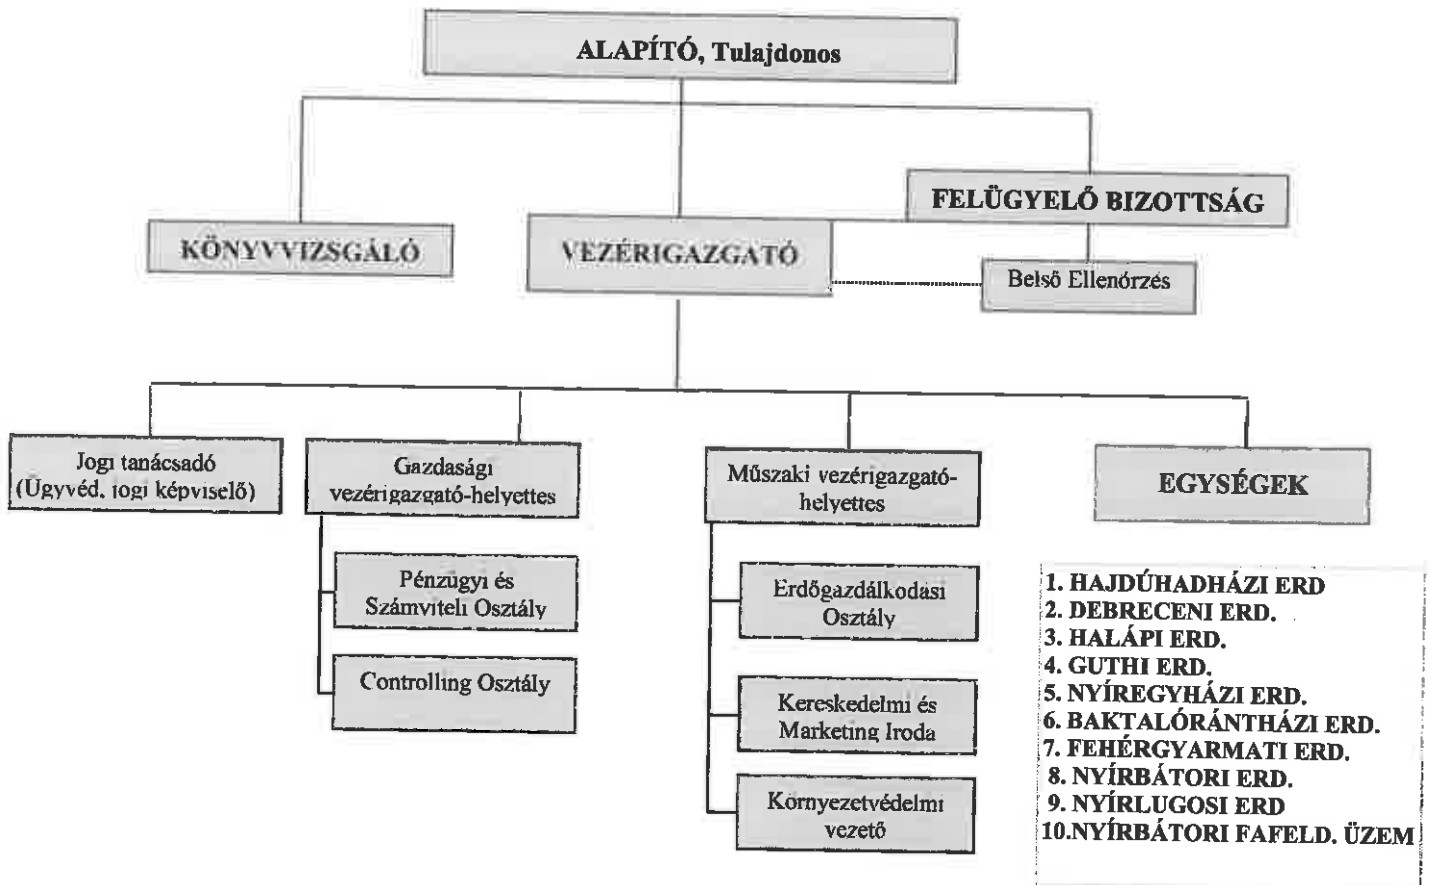 ALAPÍTÓ, Tulajdonos
FELÜGYELŐ BIZOTTSÁG
KÖNYVVIZSGÁLÓ
VEZÉRIGAZGATÓ
Belső Ellenőrzés
Jogi tanácsadó
(Ügyvéd, jogi képviselő)
Gazdasági
vezérigazgató-helyettes
Műszaki vezérigazgató-
helyettes
EGYSÉGEK
Pénzügyi és
Számviteli Osztály
Controlling Osztály
Erdőgazdálkodási
Osztály
Kereskedelmi és
Marketing Iroda
Környezetvédelmi
vezető
1. HAJDÚHADHÁZI ERD
2. DEBRECENI ERD.
3. HALÁPI ERD.
4. GUTHI ERD.
5. NYÍREGYHÁZI ERD.
6. BAKTALÓRÁNTHÁZI ERD.
7. FEHÉRGYARMATI ERD.
8. NYÍRBÁTORI ERD.
9. NYÍRLUGOSI ERD
10.NYÍRBÁTORI FAFELD. ÜZEM